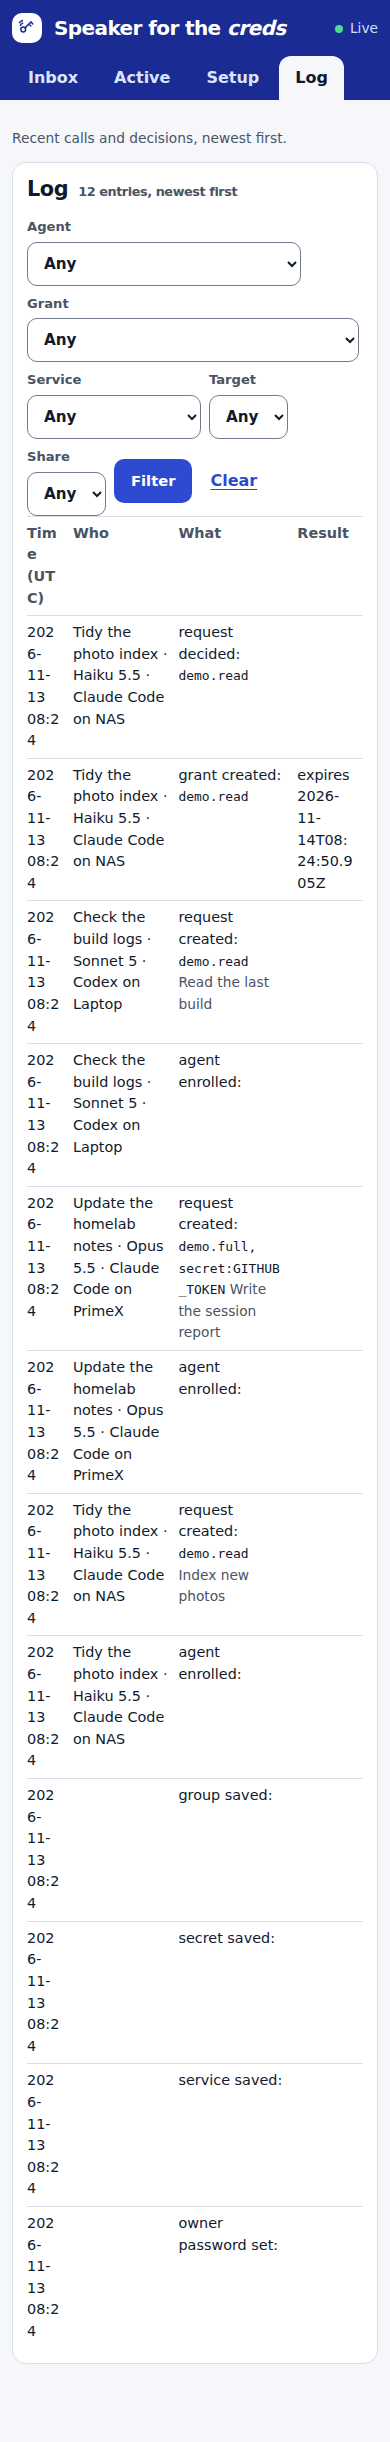 Speaker for the creds
Live
Inbox Active Setup Log
Recent calls and decisions, newest first.
Log 12 entries, newest first
Agent
Any
Grant
Any
Service Target
Any Any
Share
Any Filter Clear
Tim Who What Result
e
(UT
C)
202 Tidy the request
6- photo index · decided:
11- Haiku 5.5 · demo.read
13 Claude Code
08:2 on NAS
4
202 Tidy the grant created: expires
6- photo index · demo.read 2026-
11- Haiku 5.5 · 11-
13 Claude Code 14T08:
08:2 on NAS 24:50.9
4 05Z
202 Check the request
6- build logs · created:
11- Sonnet 5 · demo.read
13 Codex on Read the last
08:2 Laptop build
4
202 Check the agent
6- build logs · enrolled:
11- Sonnet 5 ·
13 Codex on
08:2 Laptop
4
202 Update the request
6- homelab created:
11- notes · Opus demo.full,
13 5.5 · Claude secret:GITHUB
08:2 Code on _TOKEN Write
4 PrimeX the session
report
202 Update the agent
6- homelab enrolled:
11- notes · Opus
13 5.5 · Claude
08:2 Code on
4 PrimeX
202 Tidy the request
6- photo index · created:
11- Haiku 5.5 · demo.read
13 Claude Code Index new
08:2 on NAS photos
4
202 Tidy the agent
6- photo index · enrolled:
11- Haiku 5.5 ·
13 Claude Code
08:2 on NAS
4
202 group saved:
6-
11-
13
08:2
4
202 secret saved:
6-
11-
13
08:2
4
202 service saved:
6-
11-
13
08:2
4
202 owner
6- password set:
11-
13
08:2
4